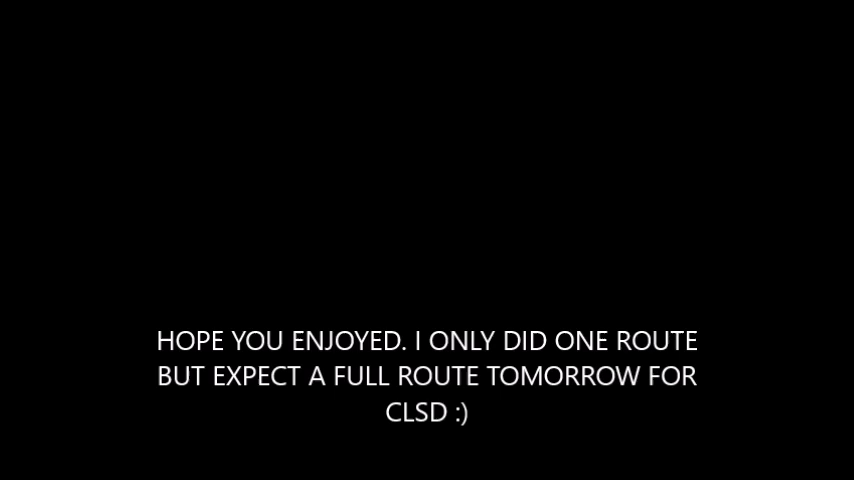 HOPE YOU ENJOYED. I ONLY DID ONE ROUTE
BUT EXPECT A FULL ROUTE TOMORROW FOR
CLSD :)